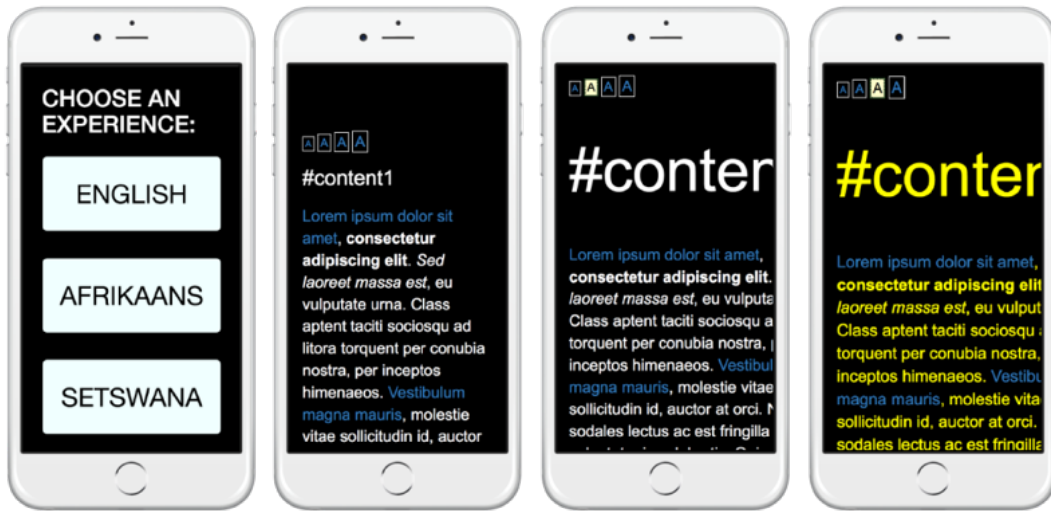 CHOOSE AN
EXPERIENCE:
ENGLISH
AFRIKAANS
SETSWANA
A A A A
#content1
Lorem ipsum dolor sit
amet, consectetur
adipiscing elit. Sed
laoreet massa est, eu
vulputate urna. Class
aptent taciti sociosqu ad
litora torquent per conubia
nostra, per inceptos
himenaeos. Vestibulum
magna mauris, molestie
vitae sollicitudin id, auctor
A A A A
#conten
Lorem ipsum dolor sit amet,
consectetur adipiscing elit.
laoreet massa est, eu vulputa
Class aptent taciti sociosqu a
torquent per conubia nostra,
inceptos himenaeos. Vestibul
magna mauris, molestie vitae
sollicitudin id, auctor at orci. N
sodales lectus ac est fringilla
A A A A
#conter
Lorem ipsum dolor sit amet,
consectetur adipiscing elit
laoreet massa est, eu vulput
Class aptent taciti sociosqu
torquent per conubia nostra,
inceptos himenaeos. Vestibu
magna mauris, molestie vita
sollicitudin id, auctor at orci.
sodales lectus ac est fringilla